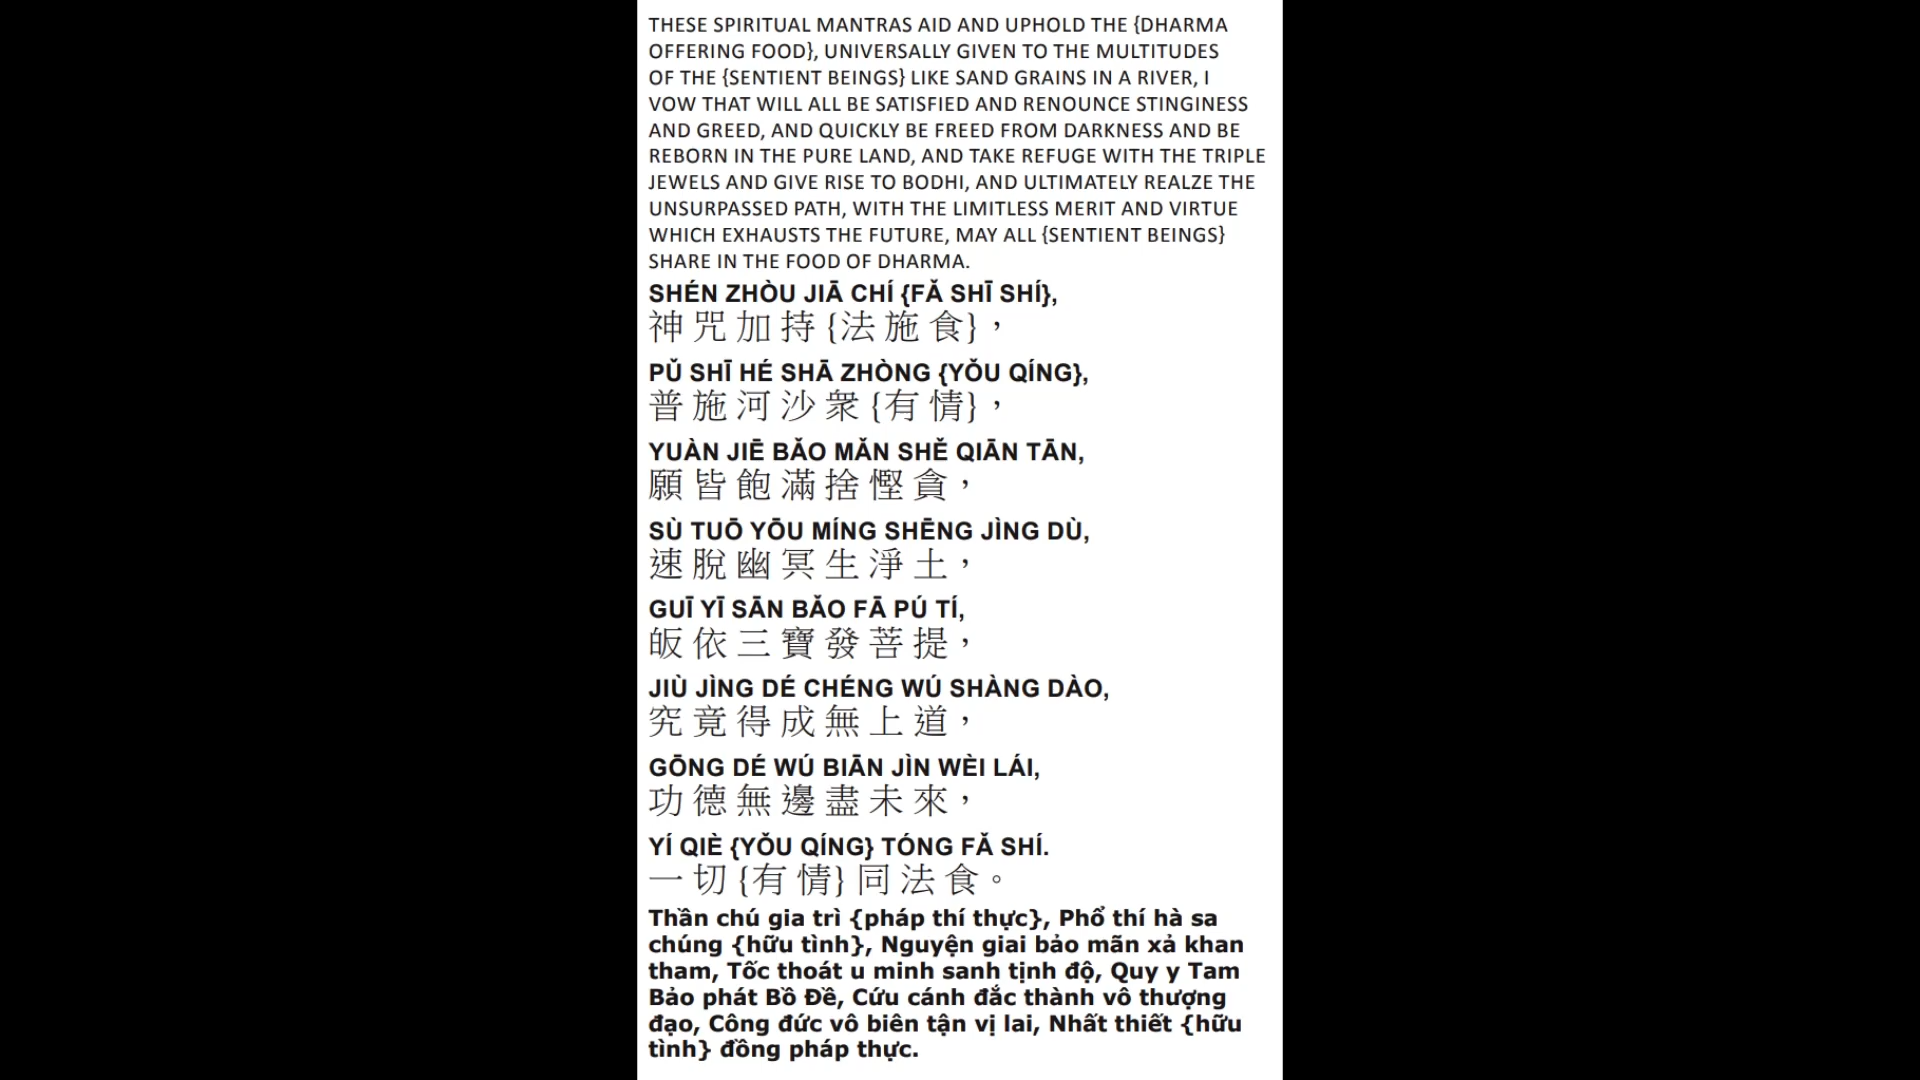 THESE SPIRITUAL MANTRAS AID AND UPHOLD THE {DHARMA
OFFERING FOOD}, UNIVERSALLY GIVEN TO THE MULTITUDES
OF THE {SENTIENT BEINGS} LIKE SAND GRAINS IN A RIVER, I
VOW THAT WILL ALL BE SATISFIED AND RENOUNCE STINGINESS
AND GREED, AND QUICKLY BE FREED FROM DARKNESS AND BE
REBORN IN THE PURE LAND, AND TAKE REFUGE WITH THE TRIPLE
JEWELS AND GIVE RISE TO BODHI, AND ULTIMATELY REALZE THE
UNSURPASSED PATH, WITH THE LIMITLESS MERIT AND VIRTUE
WHICH EXHAUSTS THE FUTURE, MAY ALL {SENTIENT BEINGS}
SHARE IN THE FOOD OF DHARMA.
SHÉN ZHÒU JIĀ CHÍ {FǍ SHĪ SHÍ},
神 咒 加 持 {法 施 食}，
PǓ SHĪ HÉ SHĀ ZHÒNG {YǑU QÍNG},
普 施 河 沙 衆 {有 情}，
YUÀN JIĒ BǍO MǍN SHĚ QIĀN TĀN,
願 皆 飽 滿 捨 慳 貪，
SÙ TUŌ YŌU MÍNG SHĒNG JÌNG DÙ,
速 脫 幽 冥 生 淨 土，
GUĪ YĪ SĀN BǍO FĀ PÚ TÍ,
皈 依 三 寶 發 菩 提，
JIÙ JÌNG DÉ CHÉNG WÚ SHÀNG DÀO,
究 竟 得 成 無 上 道，
GŌNG DÉ WÚ BIĀN JÌN WÈI LÁI,
功 德 無 邊 盡 未 來，
YÍ QIÈ {YǑU QÍNG} TÓNG FǍ SHÍ.
一 切 {有 情} 同 法 食。
Thần chú gia trì {pháp thí thực}, Phổ thí hà sa
chúng {hữu tình}, Nguyện giai bảo mãn xả khan
tham, Tốc thoát u minh sanh tịnh độ, Quy y Tam
Bảo phát Bồ Đề, Cứu cánh đắc thành vô thượng
đạo, Công đức vô biên tận vị lai, Nhất thiết {hữu
tình} đồng pháp thực.